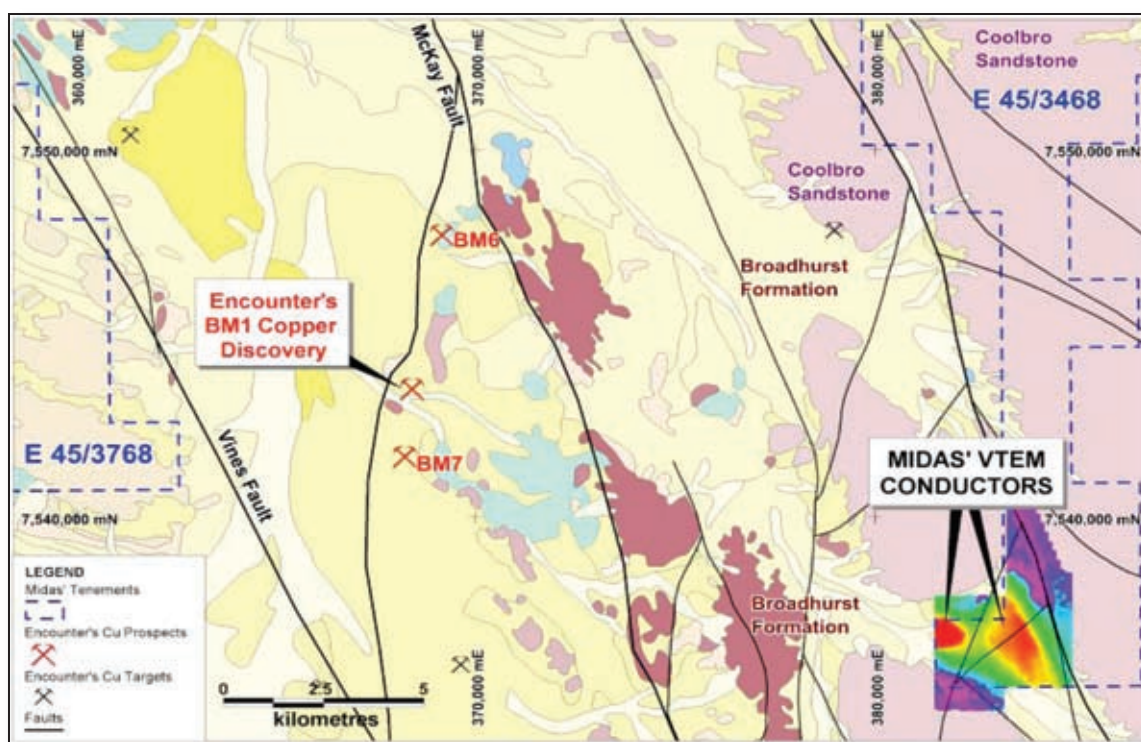 360,000 mE
McKay Fault
370,000 mE
380,000 mE
Coolbro
Sandstone
E 45/3468
7,550,000 mN
7,550,000 mN
Coolbro
Sandstone
BM6
Broadhurst
Formation
Encounter's
BM1 Copper
Discovery
E 45/3768
Vines Fault
BM7
MIDAS' VTEM
CONDUCTORS
7,540,000 mN
7,540,000 mN
LEGEND
Midas' Tenements
Encounter's Cu Prospects
Encounter's Cu Targets
Faults
0 2.5 5
kilometres
370,000 mE
Broadhurst
Formation
380,000 mE